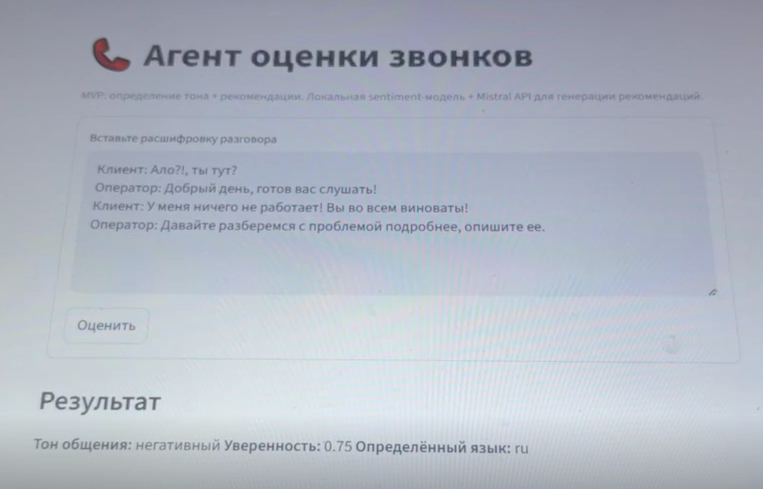 Агент оценки звонков
MVP: определение тона + рекомендации. Локальная sentiment-модель + Mistral API для генерации рекомендаций.
Вставьте расшифровку разговора
Клиент: Ало?!, ты тут?
Оператор: Добрый день, готов вас слушать!
Клиент: У меня ничего не работает! Вы во всем виноваты!
Оператор: Давайте разберемся с проблемой подробнее, опишите ее.
Оценить
Результат
Тон общения: негативный Уверенность: 0.75 Определённый язык: ru